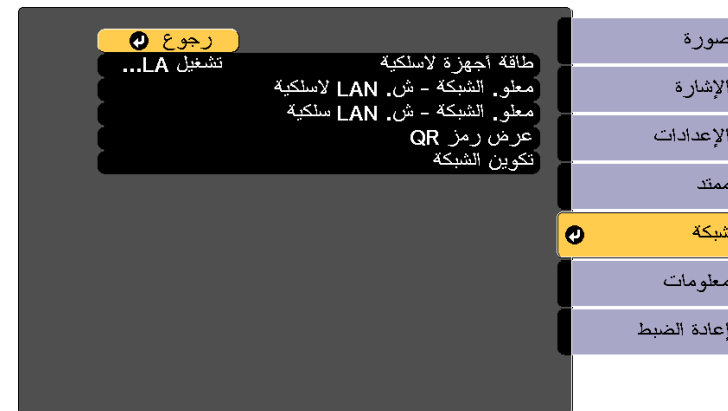 رجوع
طاقة أجهزة لاسلكية تشغيل LA...
معلو. الشبكة - ش. LAN لاسلكية
معلو. الشبكة - ش. LAN سلكية
عرض رمز QR
تكوين الشبكة
صورة
الإشارة
الإعدادات
ممتد
شبكة
معلومات
إعادة الضبط